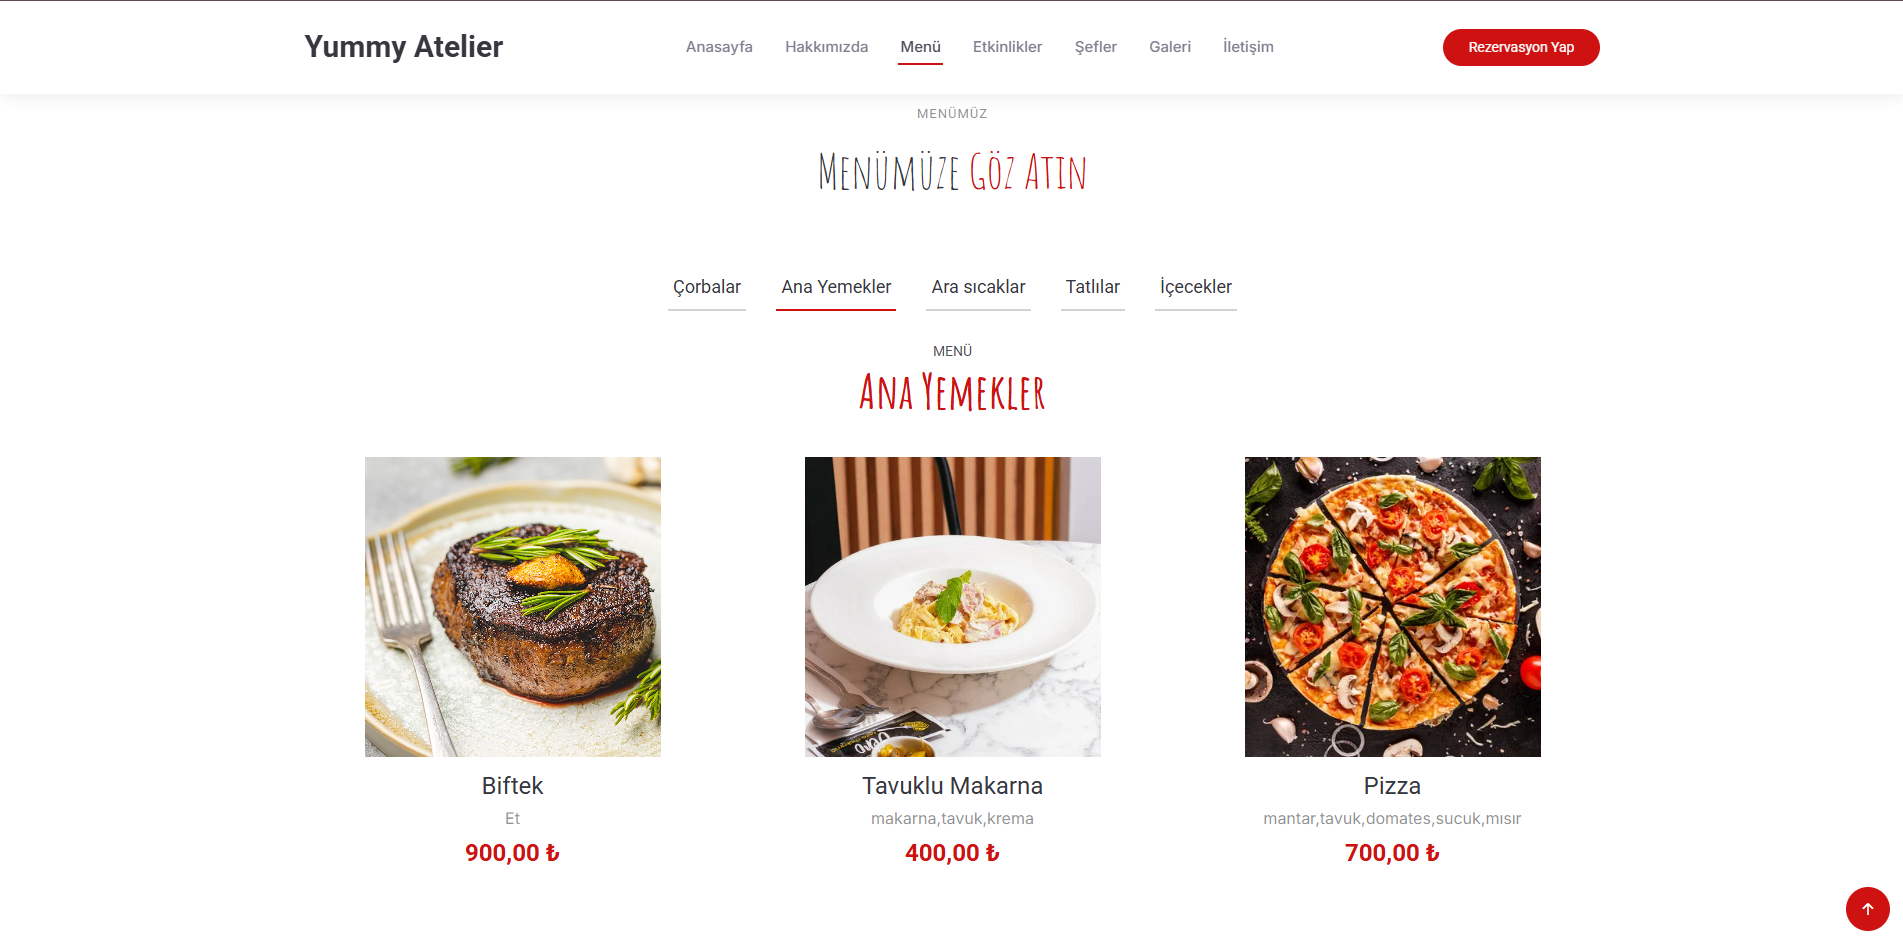 Yummy Atelier
Anasayfa Hakkımızda Menü Etkinlikler Şefler Galeri İletişim
Rezervasyon Yap
MENÜMÜZ
Menümüze Göz Atın
Çorbalar Ana Yemekler Ara sıcaklar Tatlılar İçecekler
MENÜ
Ana Yemekler
Biftek
Et
900,00 ₺
Tavuklu Makarna
makarna,tavuk,krema
400,00 ₺
Pizza
mantar,tavuk,domates,sucuk,mısır
700,00 ₺